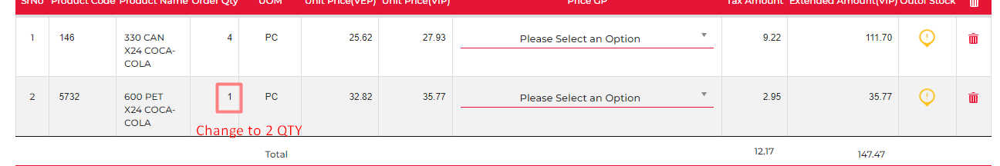 SrNo Product Code Product Name Order Qty UOM Unit Price(VEP) Unit Price(VIP) Price GP Tax Amount Extended Amount(VIP) Outof Stock
1 146 330 CAN 4 PC 25.62 27.93 Please Select an Option 9.22 111.70
X24 COCA-
COLA
2 5732 600 PET 1 PC 32.82 35.77 Please Select an Option 2.95 35.77
X24 COCA-
COLA
Change to 2 QTY
Total 12.17 147.47